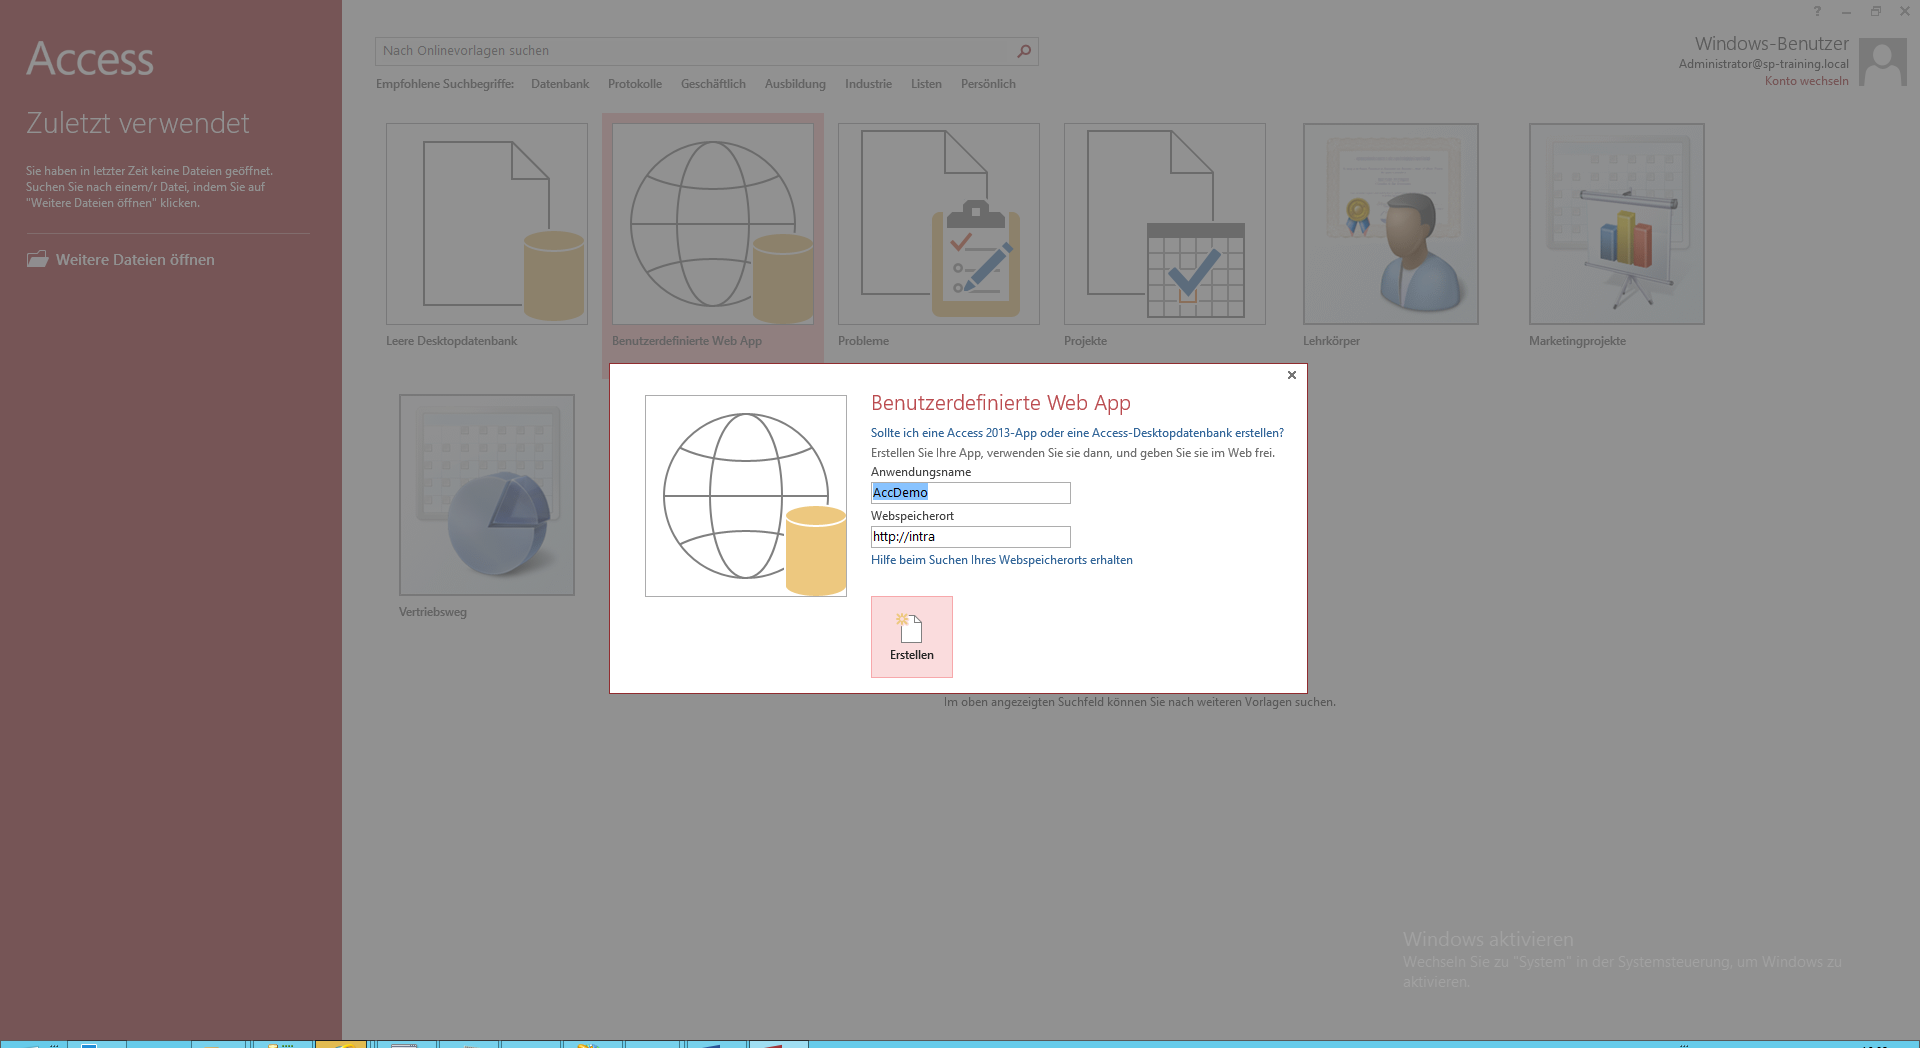 Access
Zuletzt verwendet
Sie haben in letzter Zeit keine Dateien geöffnet.
Suchen Sie nach einem/r Datei, indem Sie auf
"Weitere Dateien öffnen" klicken.
Weitere Dateien öffnen
?
Nach Onlinevorlagen suchen
Empfohlene Suchbegriffe: Datenbank Protokolle Geschäftlich Ausbildung Industrie Listen Persönlich
Windows-Benutzer
Administrator@sp-training.local
Konto wechseln
Leere Desktopdatenbank
Benutzerdefinierte Web App
Probleme
Projekte
Lehrkörper
Marketingprojekte
Vertriebsweg
Benutzerdefinierte Web App
Sollte ich eine Access 2013-App oder eine Access-Desktopdatenbank erstellen?
Erstellen Sie Ihre App, verwenden Sie sie dann, und geben Sie sie im Web frei.
Anwendungsname
AccDemo
Webspeicherort
http://intra
Hilfe beim Suchen Ihres Webspeicherorts erhalten
Erstellen
Im oben angezeigten Suchfeld können Sie nach weiteren Vorlagen suchen.
Windows aktivieren
Wechseln Sie zu "System" in der Systemsteuerung, um Windows zu
aktivieren.